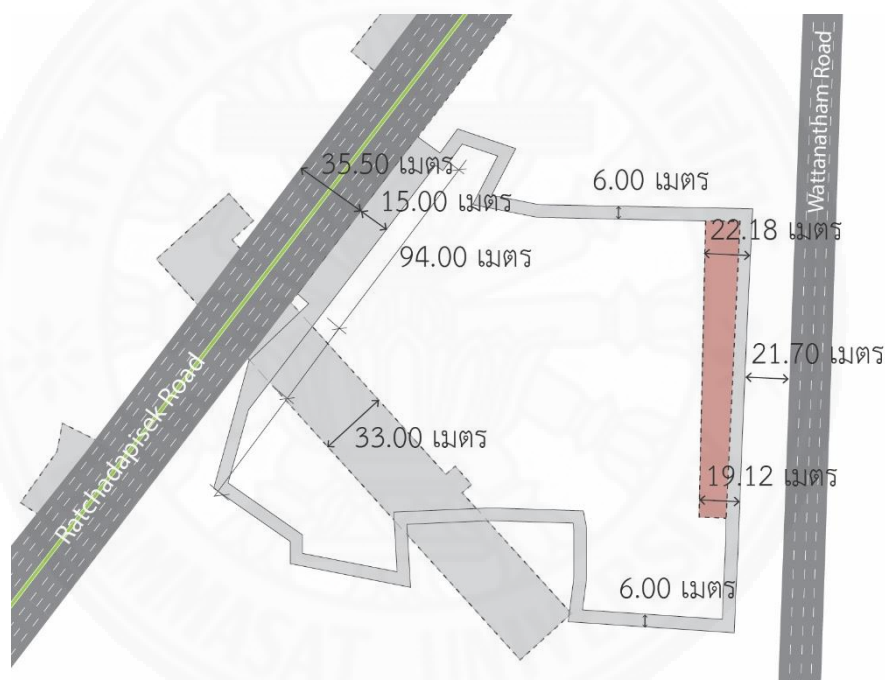 Wattanatham Road
35.50 เมตร
6.00 เมตร
15.00 เมตร
22.18 เมตร
94.00 เมตร
21.70 เมตร
Ratchadapisek Road
33.00 เมตร
19.12 เมตร
6.00 เมตร